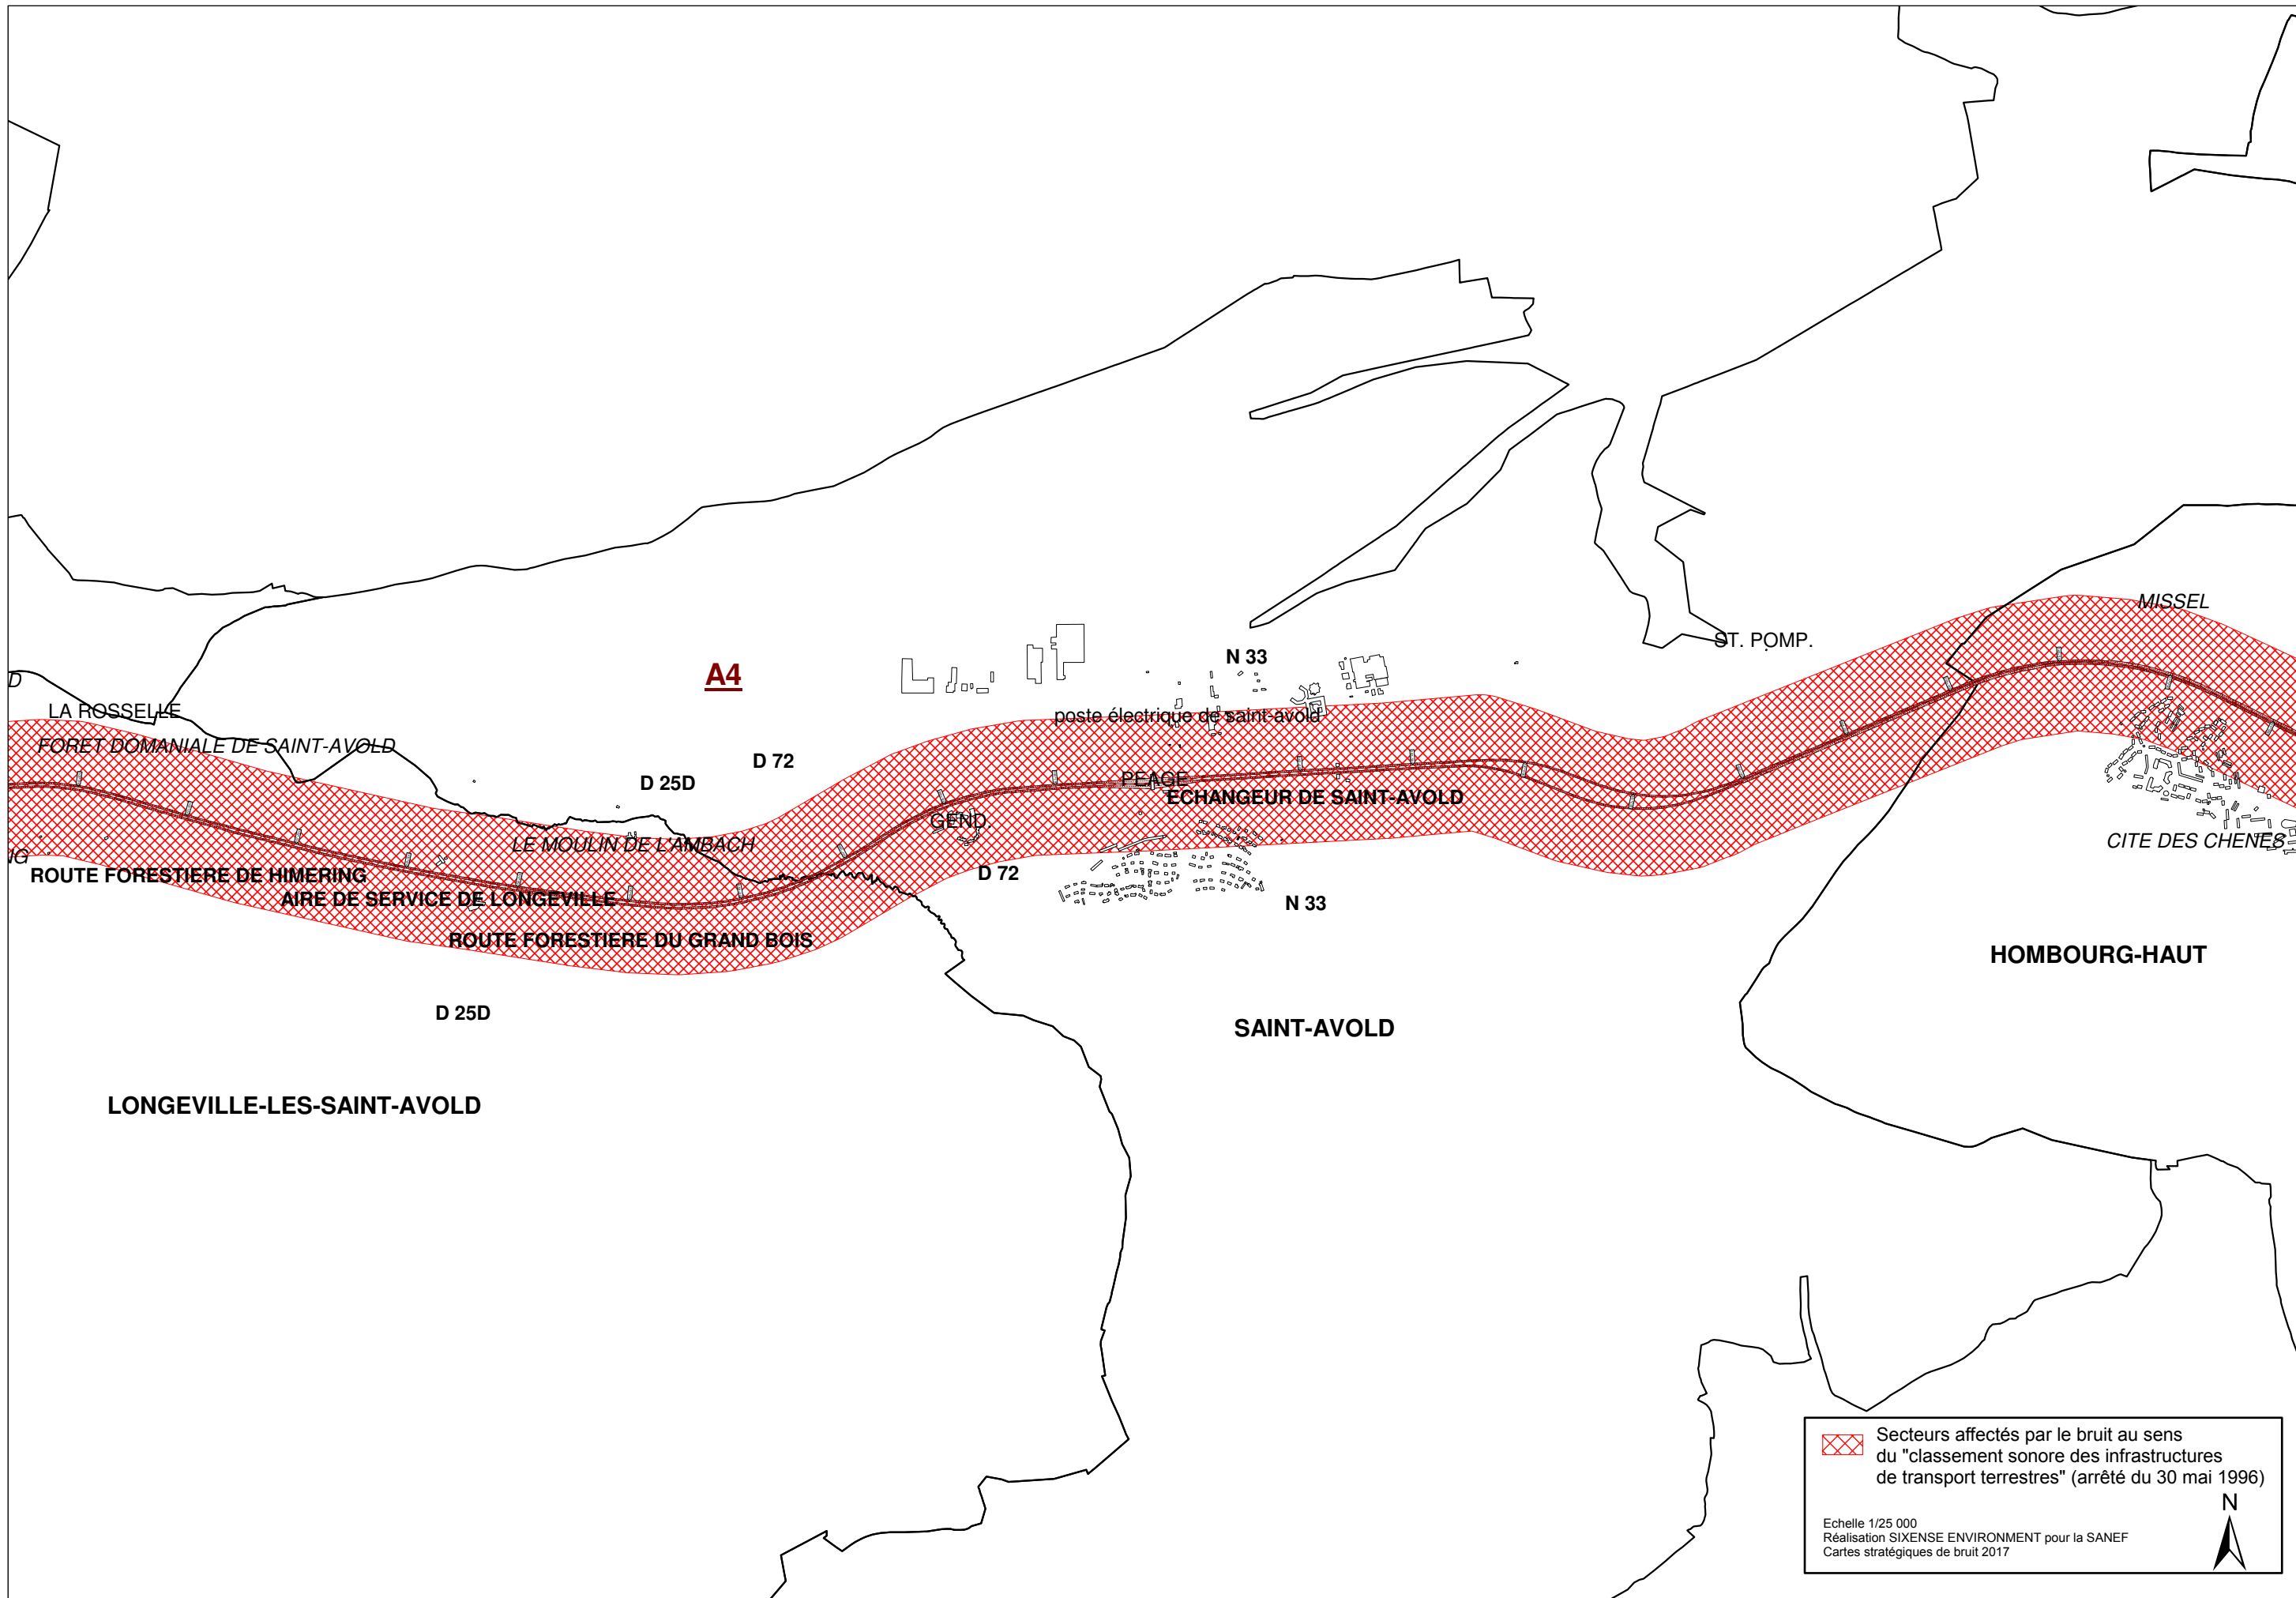 MISSEL
ST. POMP.
N 33
A4
D
LA ROSSELLE
poste électrique de saint-avold
FORET DOMANIALE DE SAINT-AVOLD
D 72
D 25D
PEAGE
ECHANGEUR DE SAINT-AVOLD
GEND.
LE MOULIN DE L'AMBACH
CITE DES CHENES
NG
ROUTE FORESTIERE DE HIMERING
D 72
AIRE DE SERVICE DE LONGEVILLE
N 33
ROUTE FORESTIERE DU GRAND BOIS
HOMBOURG-HAUT
D 25D
SAINT-AVOLD
LONGEVILLE-LES-SAINT-AVOLD
Secteurs affectés par le bruit au sens
du "classement sonore des infrastructures
de transport terrestres" (arrêté du 30 mai 1996)
N
Echelle 1/25 000
Réalisation SIXENSE ENVIRONMENT pour la SANEF
Cartes stratégiques de bruit 2017